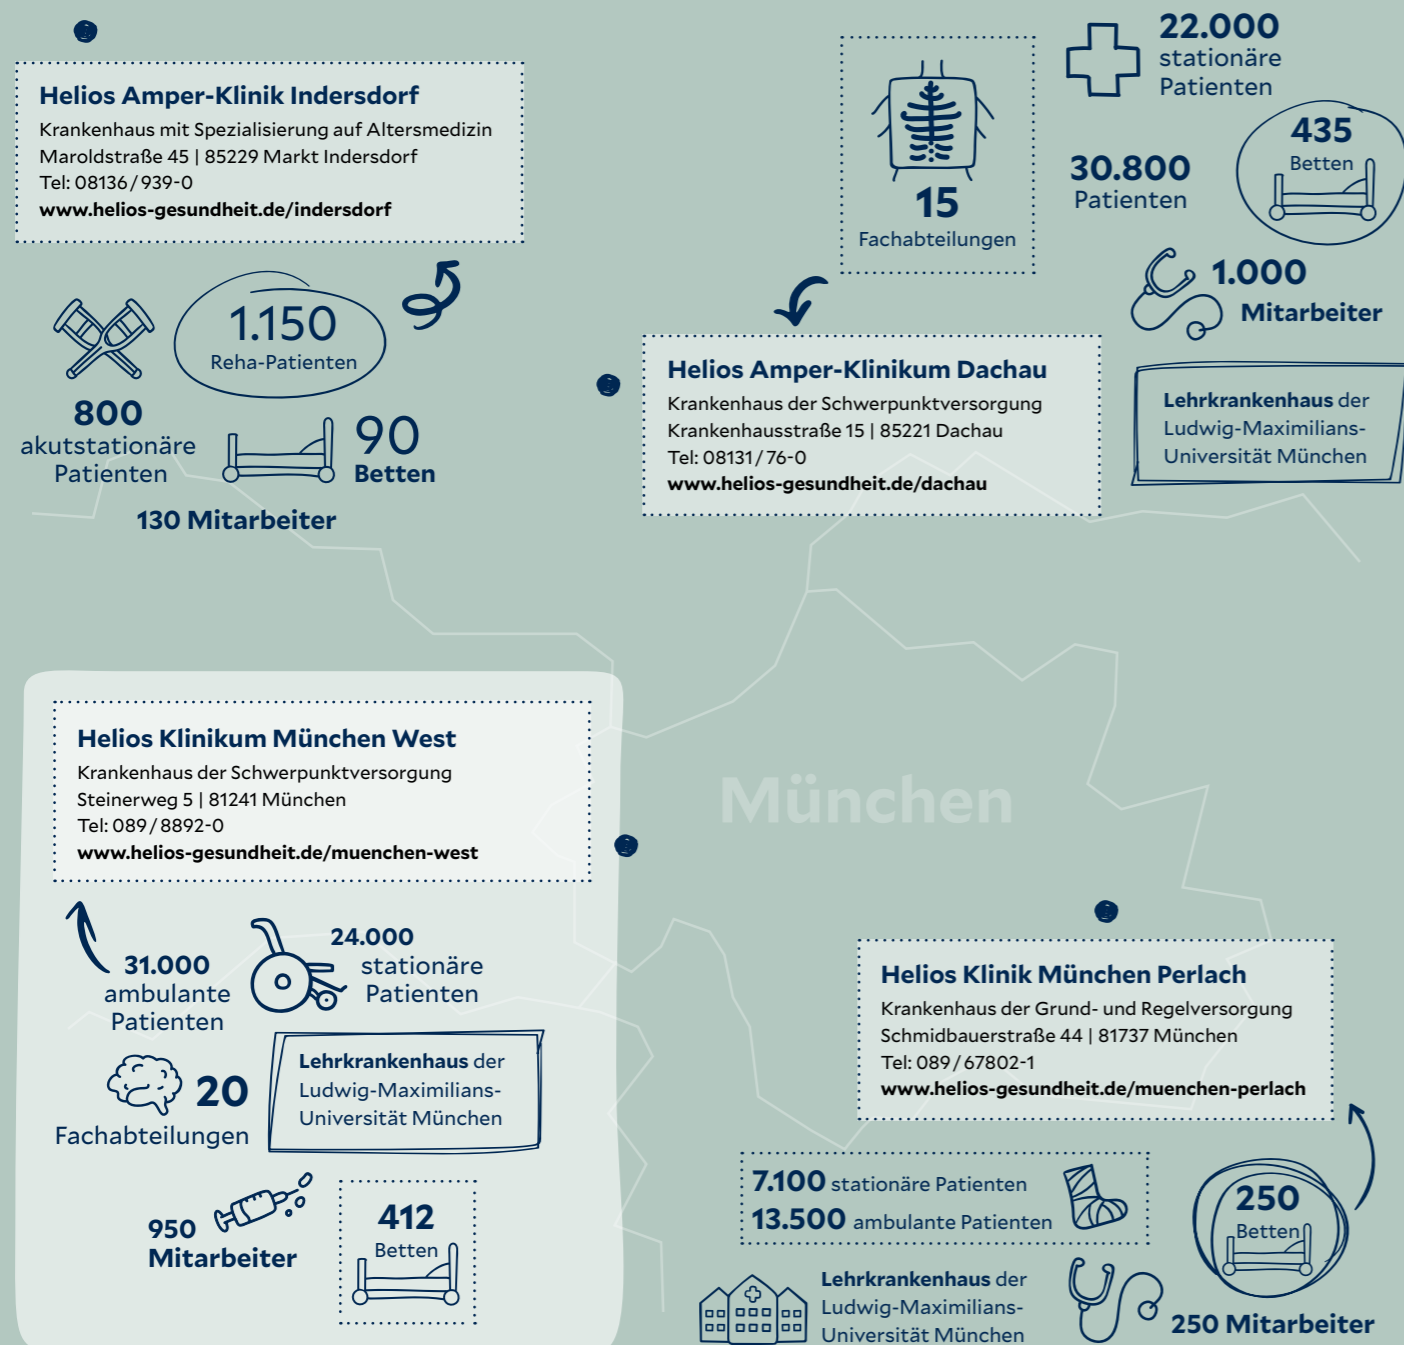 Helios Amper-Klinik Indersdorf
Krankenhaus mit Spezialisierung auf Altersmedizin
Maroldstraße 45 | 85229 Markt Indersdorf
Tel: 08136/939-0
www.helios-gesundheit.de/indersdorf
1.150
Reha-Patienten
800
akutstationäre
Patienten
90
Betten
130 Mitarbeiter
15
Fachabteilungen
22.000
stationäre
Patienten
435
Betten
30.800
Patienten
1.000
Mitarbeiter
Helios Amper-Klinikum Dachau
Krankenhaus der Schwerpunktversorgung
Krankenhausstraße 15 | 85221 Dachau
Tel: 08131/76-0
www.helios-gesundheit.de/dachau
Lehrkrankenhaus der
Ludwig-Maximilians-
Universität München
München
Helios Klinikum München West
Krankenhaus der Schwerpunktversorgung
Steinerweg 5 | 81241 München
Tel: 089/8892-0
www.helios-gesundheit.de/muenchen-west
31.000
ambulante
Patienten
24.000
stationäre
Patienten
20
Fachabteilungen
Lehrkrankenhaus der
Ludwig-Maximilians-
Universität München
950
Mitarbeiter
412
Betten
Helios Klinik München Perlach
Krankenhaus der Grund- und Regelversorgung
Schmidbauerstraße 44 | 81737 München
Tel: 089/67802-1
www.helios-gesundheit.de/muenchen-perlach
7.100 stationäre Patienten
13.500 ambulante Patienten
250
Betten
Lehrkrankenhaus der
Ludwig-Maximilians-
Universität München
250 Mitarbeiter